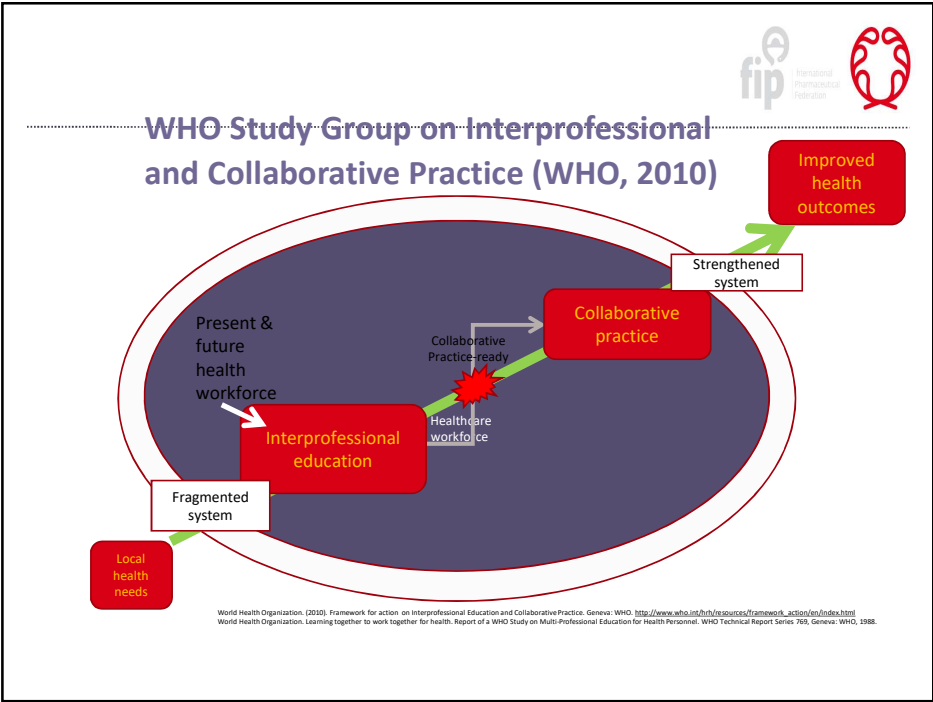 fip
International
Pharmaceutical
Federation
WHO Study Group on Interprofessional
and Collaborative Practice (WHO, 2010)
Improved
health
outcomes
Strengthened
system
Collaborative
practice
Present &
future
health
workforce
Collaborative
Practice-ready
Healthcare
workforce
Interprofessional
education
Fragmented
system
Local
health
needs
World Health Organization. (2010). Framework for action on Interprofessional Education and Collaborative Practice. Geneva: WHO. http://www.who.int/hrh/resources/framework_action/en/index.html
World Health Organization. Learning together to work together for health. Report of a WHO Study on Multi-Professional Education for Health Personnel. WHO Technical Report Series 769, Geneva: WHO, 1988.